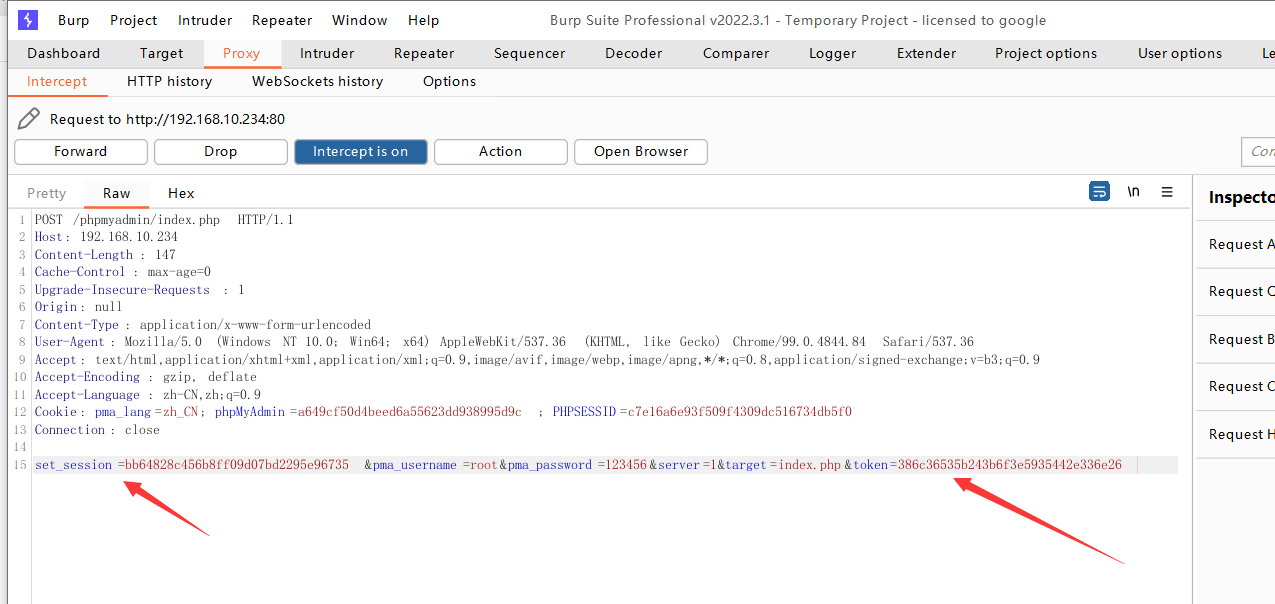 Burp Project Intruder Repeater Window Help Burp Suite Professional v2022.3.1 - Temporary Project - licensed to google
Dashboard Target Proxy Intruder Repeater Sequencer Decoder Comparer Logger Extender Project options User options Le
Intercept HTTP history WebSockets history Options
Request to http://192.168.10.234:80
Forward Drop Intercept is on Action Open Browser Con
Pretty Raw Hex \n Inspecto
1 POST /phpmyadmin/index.php HTTP/1.1
2 Host: 192.168.10.234
3 Content-Length : 147
4 Cache-Control : max-age=0
5 Upgrade-Insecure-Requests : 1
6 Origin: null
7 Content-Type : application/x-www-form-urlencoded
8 User-Agent : Mozilla/5.0 (Windows NT 10.0; Win64; x64) AppleWebKit/537.36 (KHTML, like Gecko) Chrome/99.0.4844.84 Safari/537.36
9 Accept: text/html,application/xhtml+xml,application/xml;q=0.9,image/avif,image/webp,image/apng,*/*;q=0.8,application/signed-exchange;v=b3;q=0.9
10 Accept-Encoding : gzip, deflate
11 Accept-Language : zh-CN,zh;q=0.9
12 Cookie: pma_lang =zh_CN; phpMyAdmin =a649cf50d4beed6a55623dd938995d9c ; PHPSESSID =c7e16a6e93f509f4309dc516734db5f0
13 Connection : close
14
15 set_session =bb64828c456b8ff09d07bd2295e96735 &pma_username =root&pma_password =123456&server =1&target =index.php &token=386c36535b243b6f3e5935442e336e26
Request A
Request Q
Request B
Request C
Request H